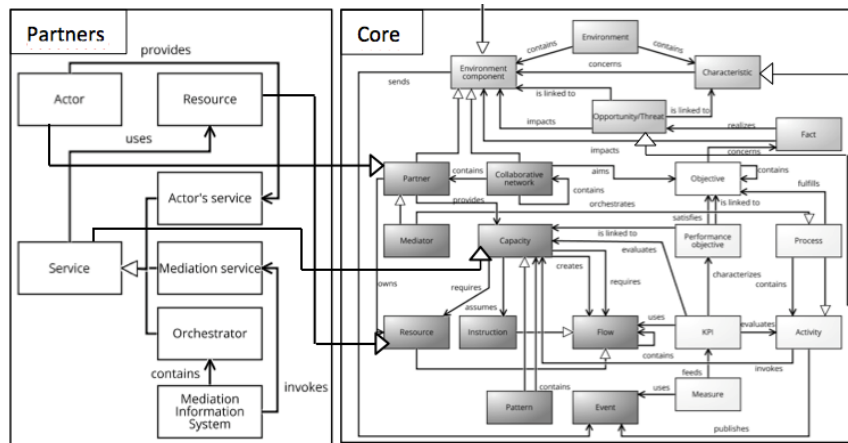 Partners
provides
Actor
Resource
uses
Actor's service
Service
Mediation service
Orchestrator
contains
invokes
Mediation
Information
System
Core
Environment
contains
contains
Environment
component
concerns
Characteristic
sends
is linked to
Opportunity/Threat
is linked to
impacts
realizes
Fact
impacts
concerns
Partner
contains
Collaborative
network
aims
Objective
contains
contains
fulfills
provides
orchestrates
is linked to
satisfies
Mediator
Capacity
is linked to
Performance
objective
Process
evaluates
creates
characterizes
contains
owns
requires
assumes
requires
Resource
Instruction
Flow
uses
KPI
evaluates
Activity
contains
invokes
feeds
contains
Pattern
Event
uses
Measure
publishes